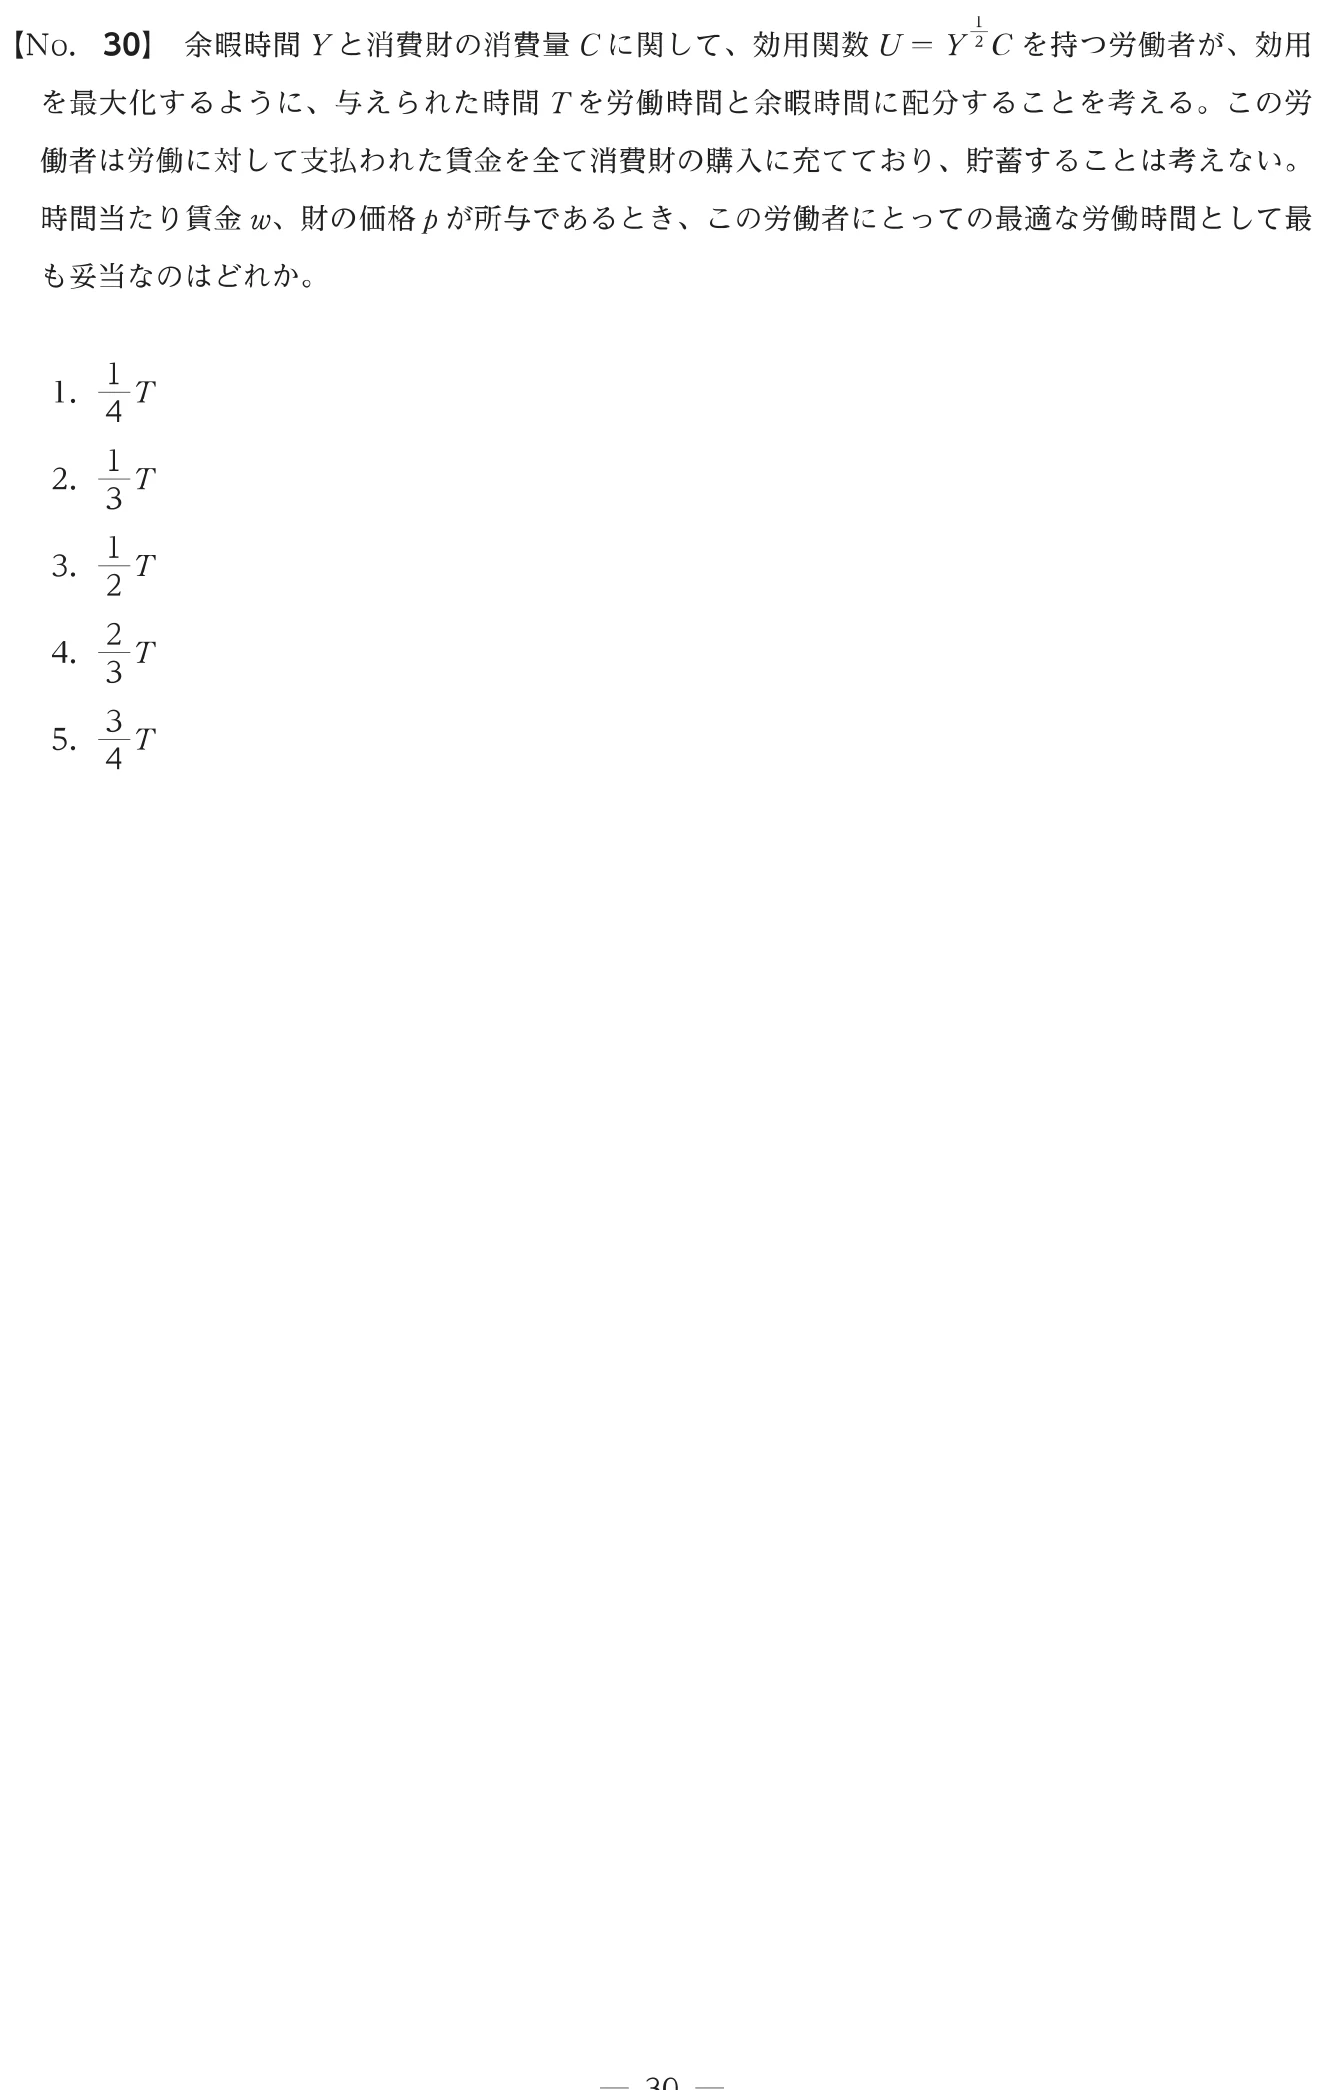 【No. 30】 余暇時間 Y と消費財の消費量 C に関して、効用関数 U = Y^{\frac{1}{2}}C を持つ労働者が、効用
を最大化するように、与えられた時間 T を労働時間と余暇時間に配分することを考える。この労
働者は労働に対して支払われた賃金を全て消費財の購入に充てており、貯蓄することは考えない。
時間当たり賃金 w、財の価格 p が所与であるとき、この労働者にとっての最適な労働時間として最
も妥当なのはどれか。
1. \frac{1}{4}T
2. \frac{1}{3}T
3. \frac{1}{2}T
4. \frac{2}{3}T
5. \frac{3}{4}T
— 30 —